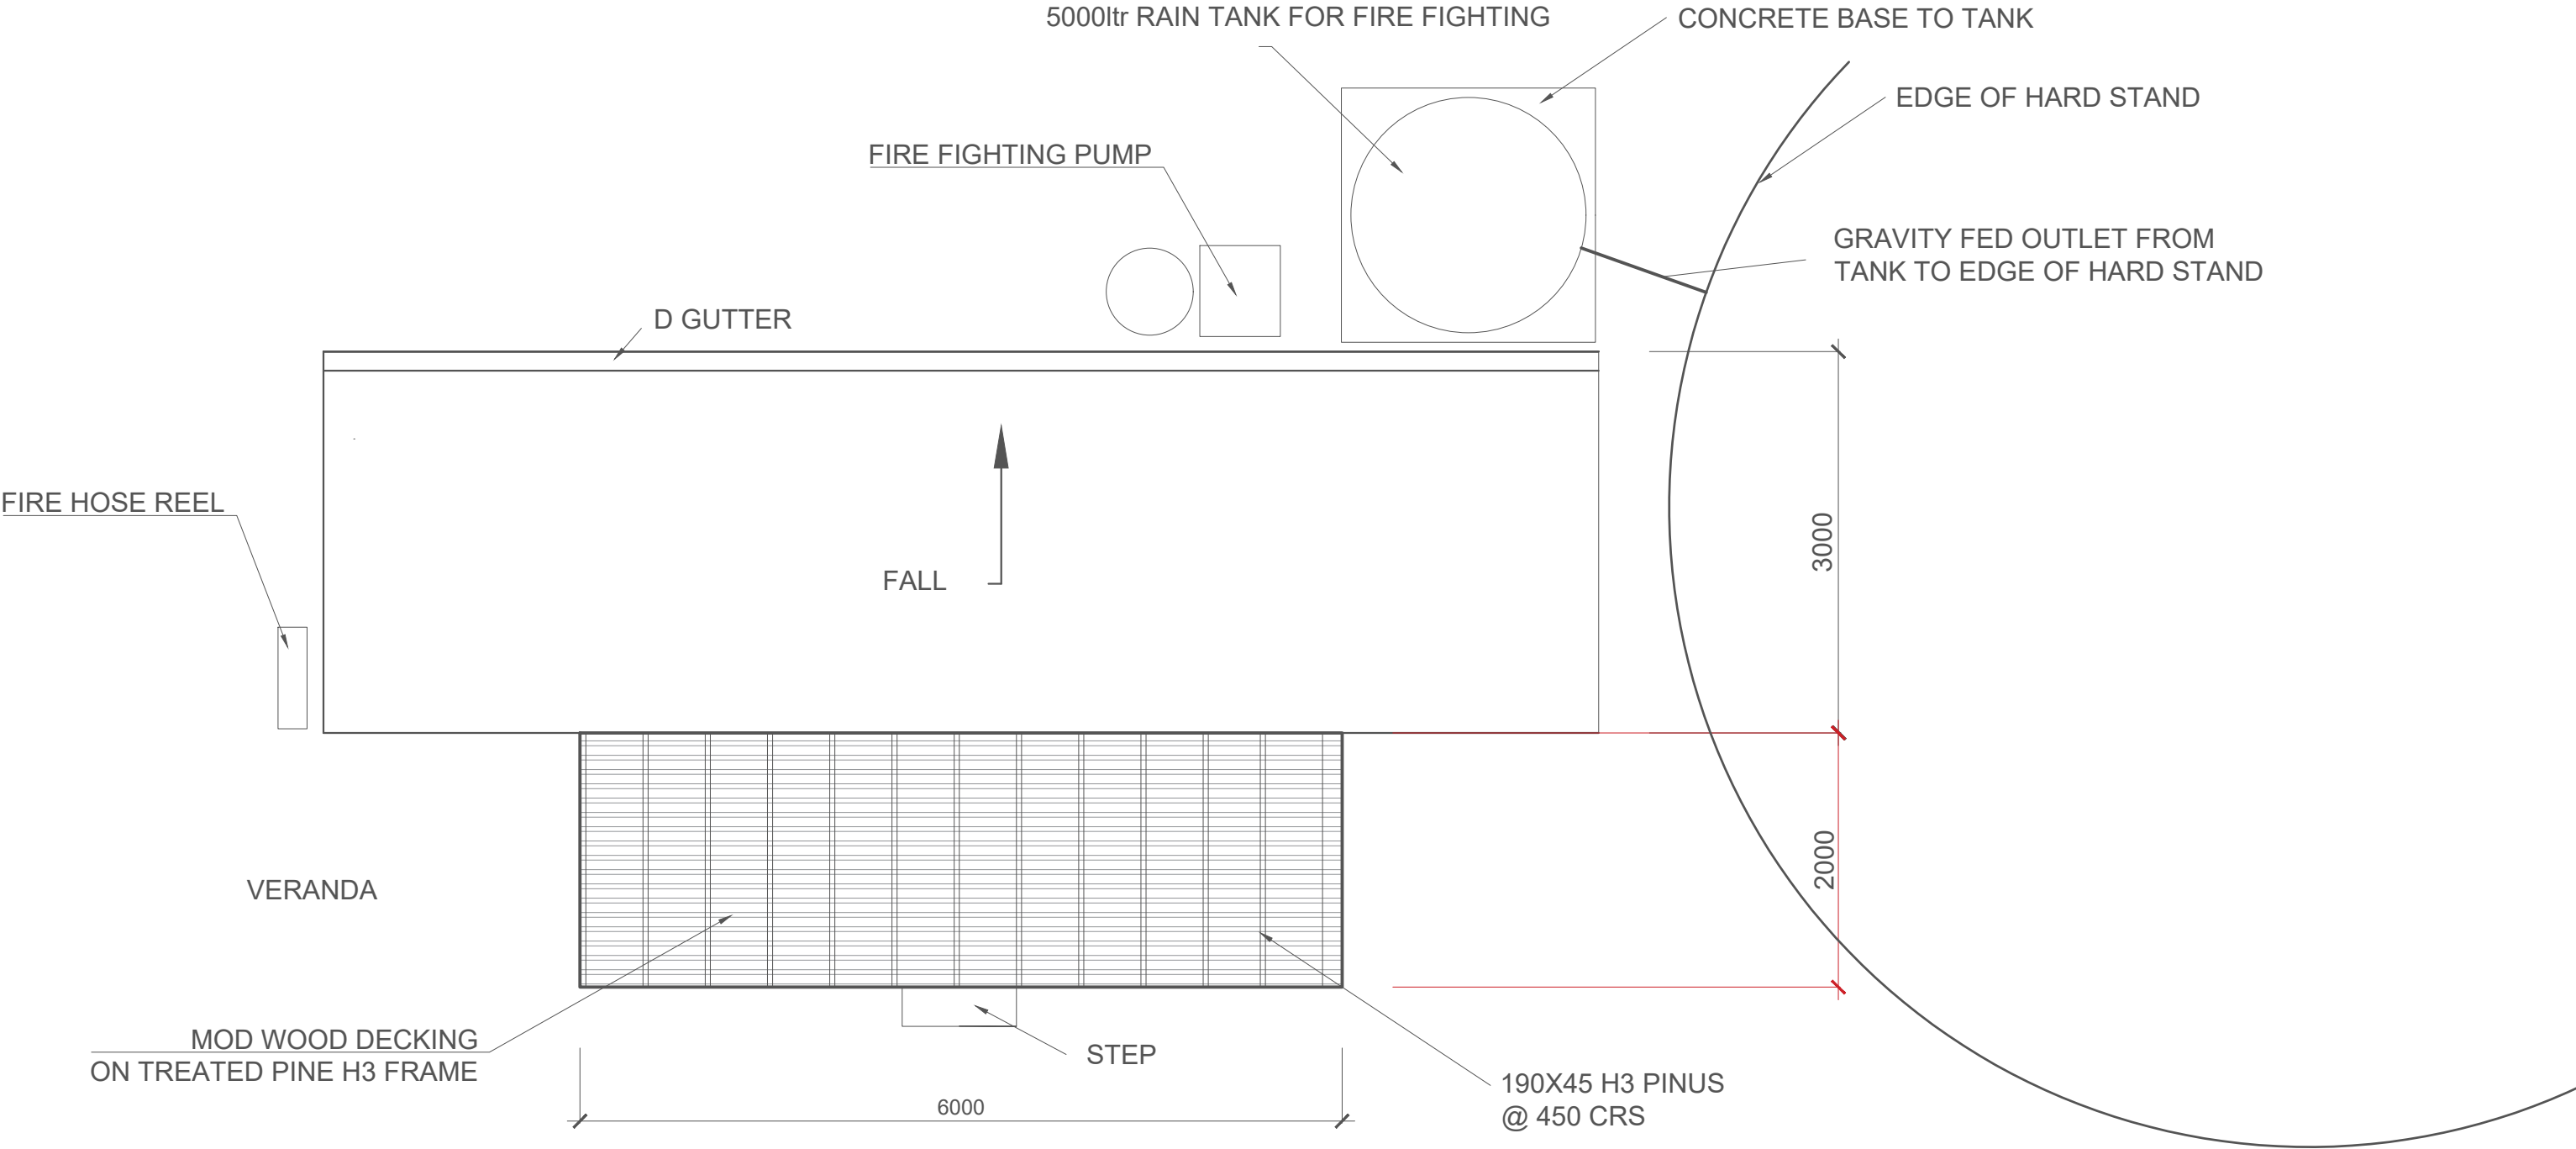 5000ltr RAIN TANK FOR FIRE FIGHTING
CONCRETE BASE TO TANK
EDGE OF HARD STAND
FIRE FIGHTING PUMP
GRAVITY FED OUTLET FROM
TANK TO EDGE OF HARD STAND
D GUTTER
FIRE HOSE REEL
FALL
3000
2000
VERANDA
MOD WOOD DECKING
ON TREATED PINE H3 FRAME
STEP
190X45 H3 PINUS
@ 450 CRS
6000